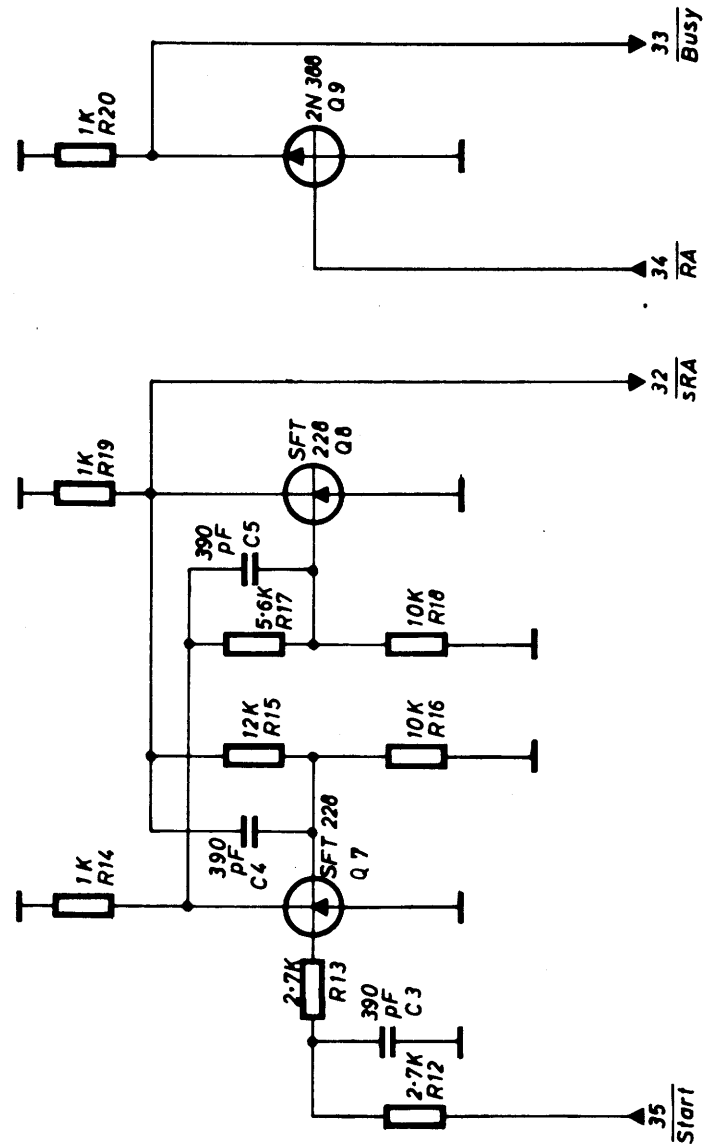 1K
R20
2N 388
Q9
33
Busy
34
RA
1K
R19
SFT
228
Q8
32
sRA
390
pF
C5
5·6K
R17
10K
R18
12K
R15
10K
R16
1K
R14
390
pF
C4
SFT 228
Q7
2·7K
R13
390
pF
C3
2·7K
R12
35
Start